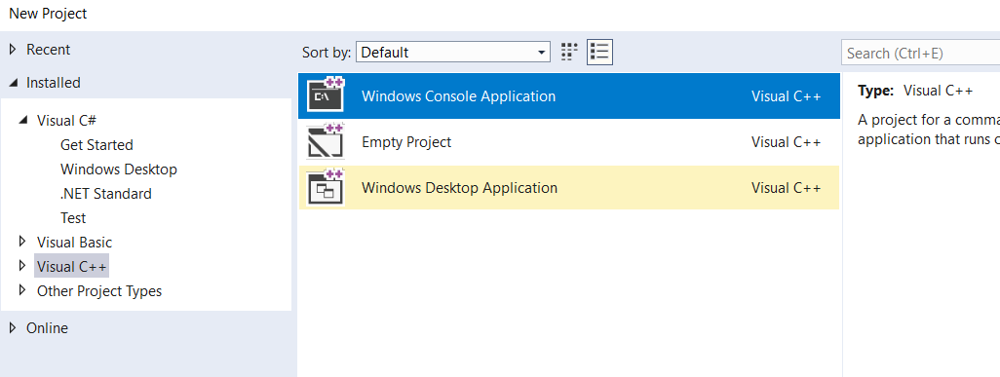 New Project
Recent
Sort by: Default
Search (Ctrl+E)
Installed
Visual C#
Get Started
Windows Desktop
.NET Standard
Test
Visual Basic
Visual C++
Other Project Types
Online
Windows Console Application Visual C++
Empty Project Visual C++
Windows Desktop Application Visual C++
Type: Visual C++
A project for a comma
application that runs